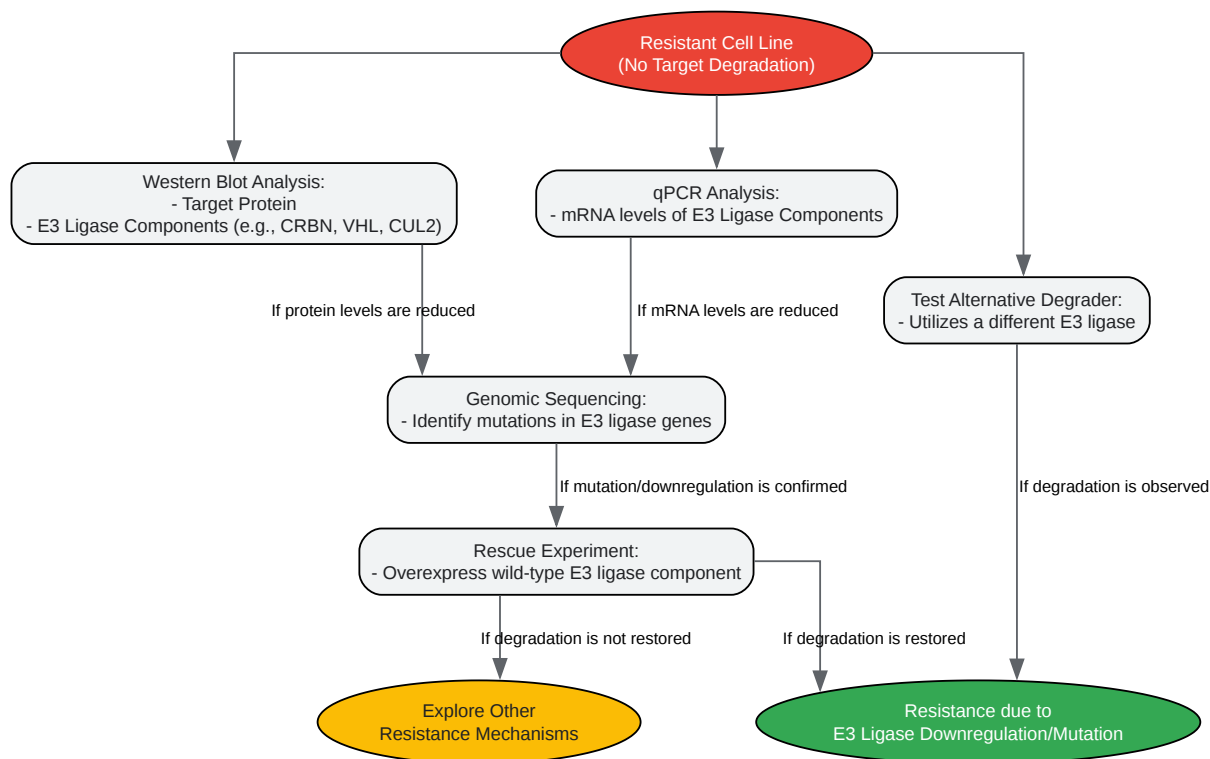 Resistant Cell Line
(No Target Degradation)
Western Blot Analysis:
- Target Protein
- E3 Ligase Components (e.g., CRBN, VHL, CUL2)
qPCR Analysis:
- mRNA levels of E3 Ligase Components
Test Alternative Degrader:
- Utilizes a different E3 ligase
If protein levels are reduced
If mRNA levels are reduced
Genomic Sequencing:
- Identify mutations in E3 ligase genes
If mutation/downregulation is confirmed
If degradation is observed
Rescue Experiment:
- Overexpress wild-type E3 ligase component
If degradation is not restored
If degradation is restored
Explore Other
Resistance Mechanisms
Resistance due to
E3 Ligase Downregulation/Mutation